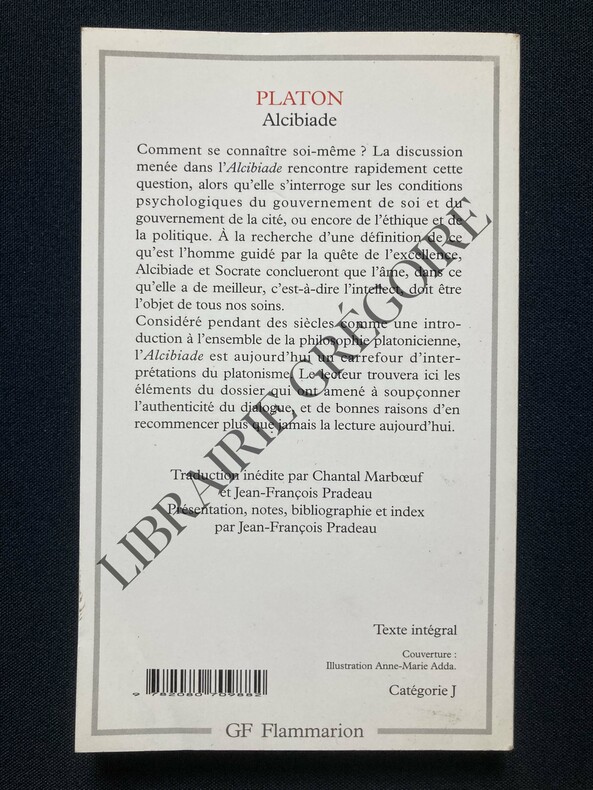 PLATON
Alcibiade
Comment se connaître soi-même ? La discussion
menée dans l'Alcibiade rencontre rapidement cette
question, alors qu'elle s'interroge sur les conditions
psychologiques du gouvernement de soi et du
gouvernement de la cité, ou encore de l'éthique et de
la politique. À la recherche d'une définition de ce
qu'est l'homme guidé par la quête de l'excellence,
Alcibiade et Socrate conclueront que l'âme, dans ce
qu'elle a de meilleur, c'est-à-dire l'intellect, doit être
l'objet de tous nos soins.
Considéré pendant des siècles comme une intro-
duction à l'ensemble de la philosophie platonicienne,
l'Alcibiade est aujourd'hui un carrefour d'inter-
prétations du platonisme. Le lecteur trouvera ici les
éléments du dossier qui ont amené à soupçonner
l'authenticité du dialogue, et de bonnes raisons d'en
recommencer plus que jamais la lecture aujourd'hui.
Traduction inédite par Chantal Marbœuf
et Jean-François Pradeau
Présentation, notes, bibliographie et index
par Jean-François Pradeau
LIBRAIRIE GRÉGOIRE
Texte intégral
Couverture :
Illustration Anne-Marie Adda.
Catégorie J
9 782080 709882
GF Flammarion